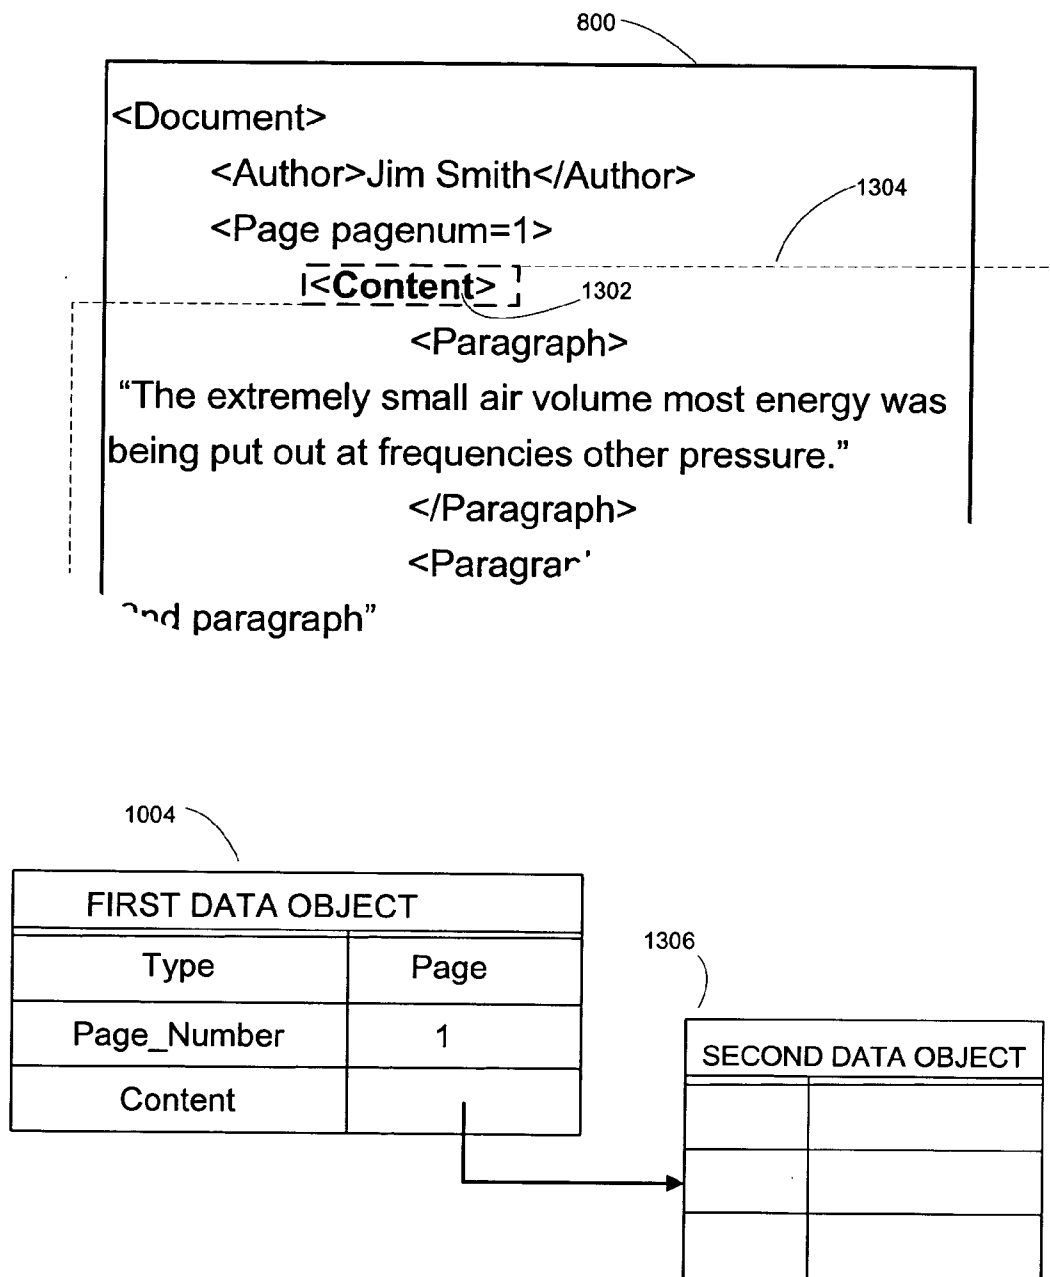 800
<Document>
<Author>Jim Smith</Author>
1304
<Page pagenum=1>
<Content>
1302
<Paragraph>
“The extremely small air volume most energy was
being put out at frequencies other pressure.”
</Paragraph>
paragraph”
1004
FIRST DATA OBJECT
Type Page
Page_Number 1
Content
1306
SECOND DATA OBJECT